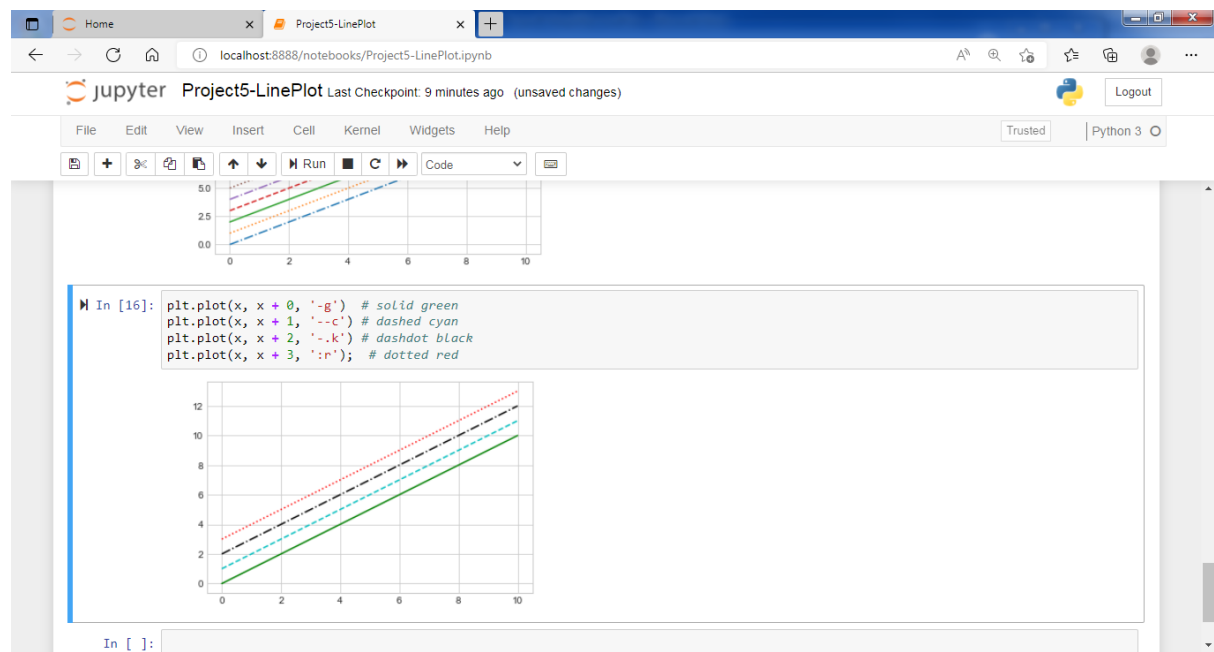 Home
Project5-LinePlot
localhost:8888/notebooks/Project5-LinePlot.ipynb
jupyter Project5-LinePlot Last Checkpoint: 9 minutes ago (unsaved changes)
Logout
File Edit View Insert Cell Kernel Widgets Help
Trusted Python 3
Run Code
5.0
2.5
0.0
0 2 4 6 8 10
In [16]: plt.plot(x, x + 0, '-g') # solid green
plt.plot(x, x + 1, '--c') # dashed cyan
plt.plot(x, x + 2, '-.k') # dashdot black
plt.plot(x, x + 3, ':r'); # dotted red
12
10
8
6
4
2
0
0 2 4 6 8 10
In [ ]: